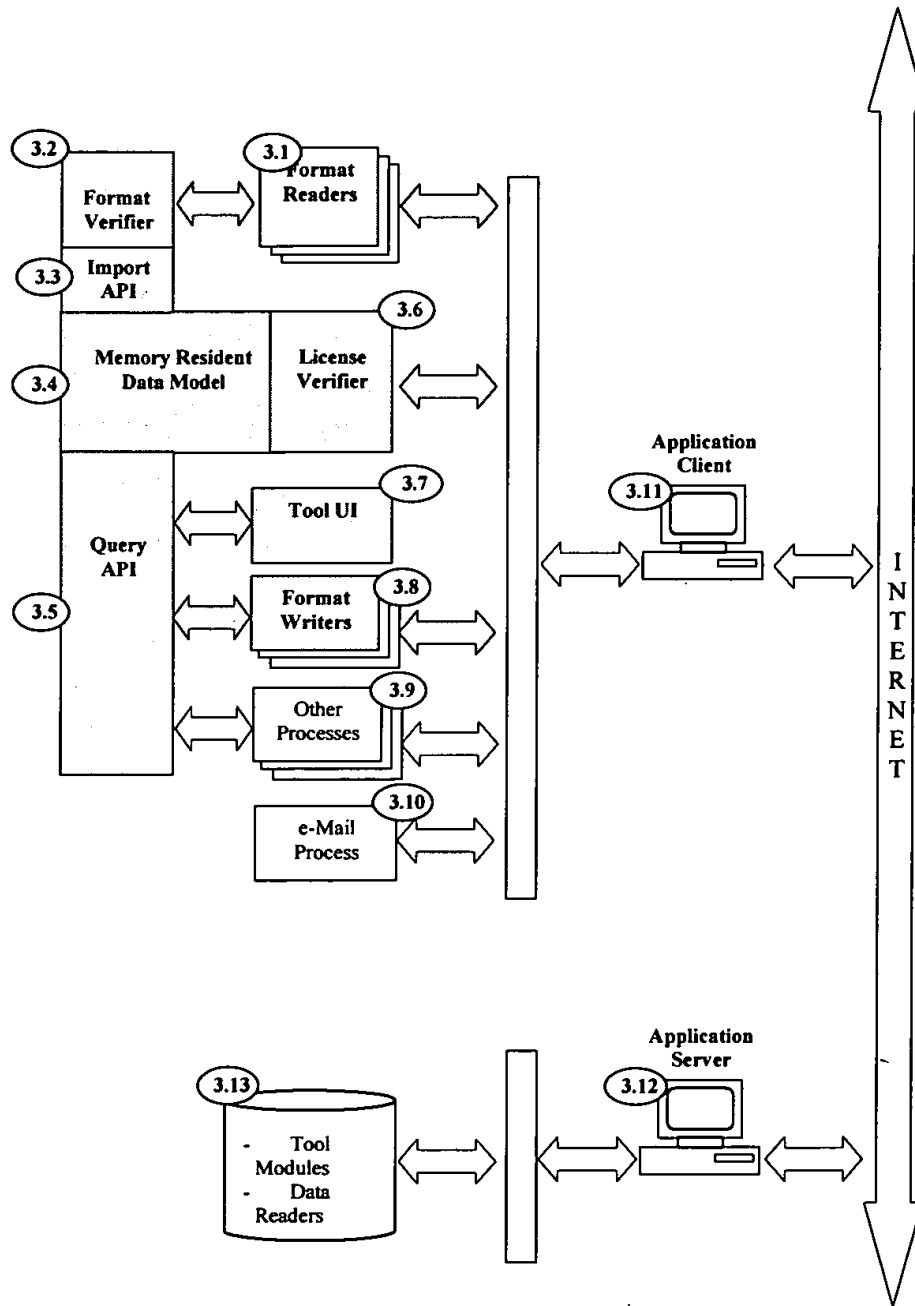 3.2
Format
Verifier
3.1
Format
Readers
3.3
Import
API
3.6
3.4
Memory Resident
Data Model
License
Verifier
Application
Client
3.11
3.7
Tool UI
Query
API
3.5
3.8
Format
Writers
3.9
Other
Processes
3.10
e-Mail
Process
INTERNET
Application
Server
3.12
3.13
- Tool
Modules
- Data
Readers